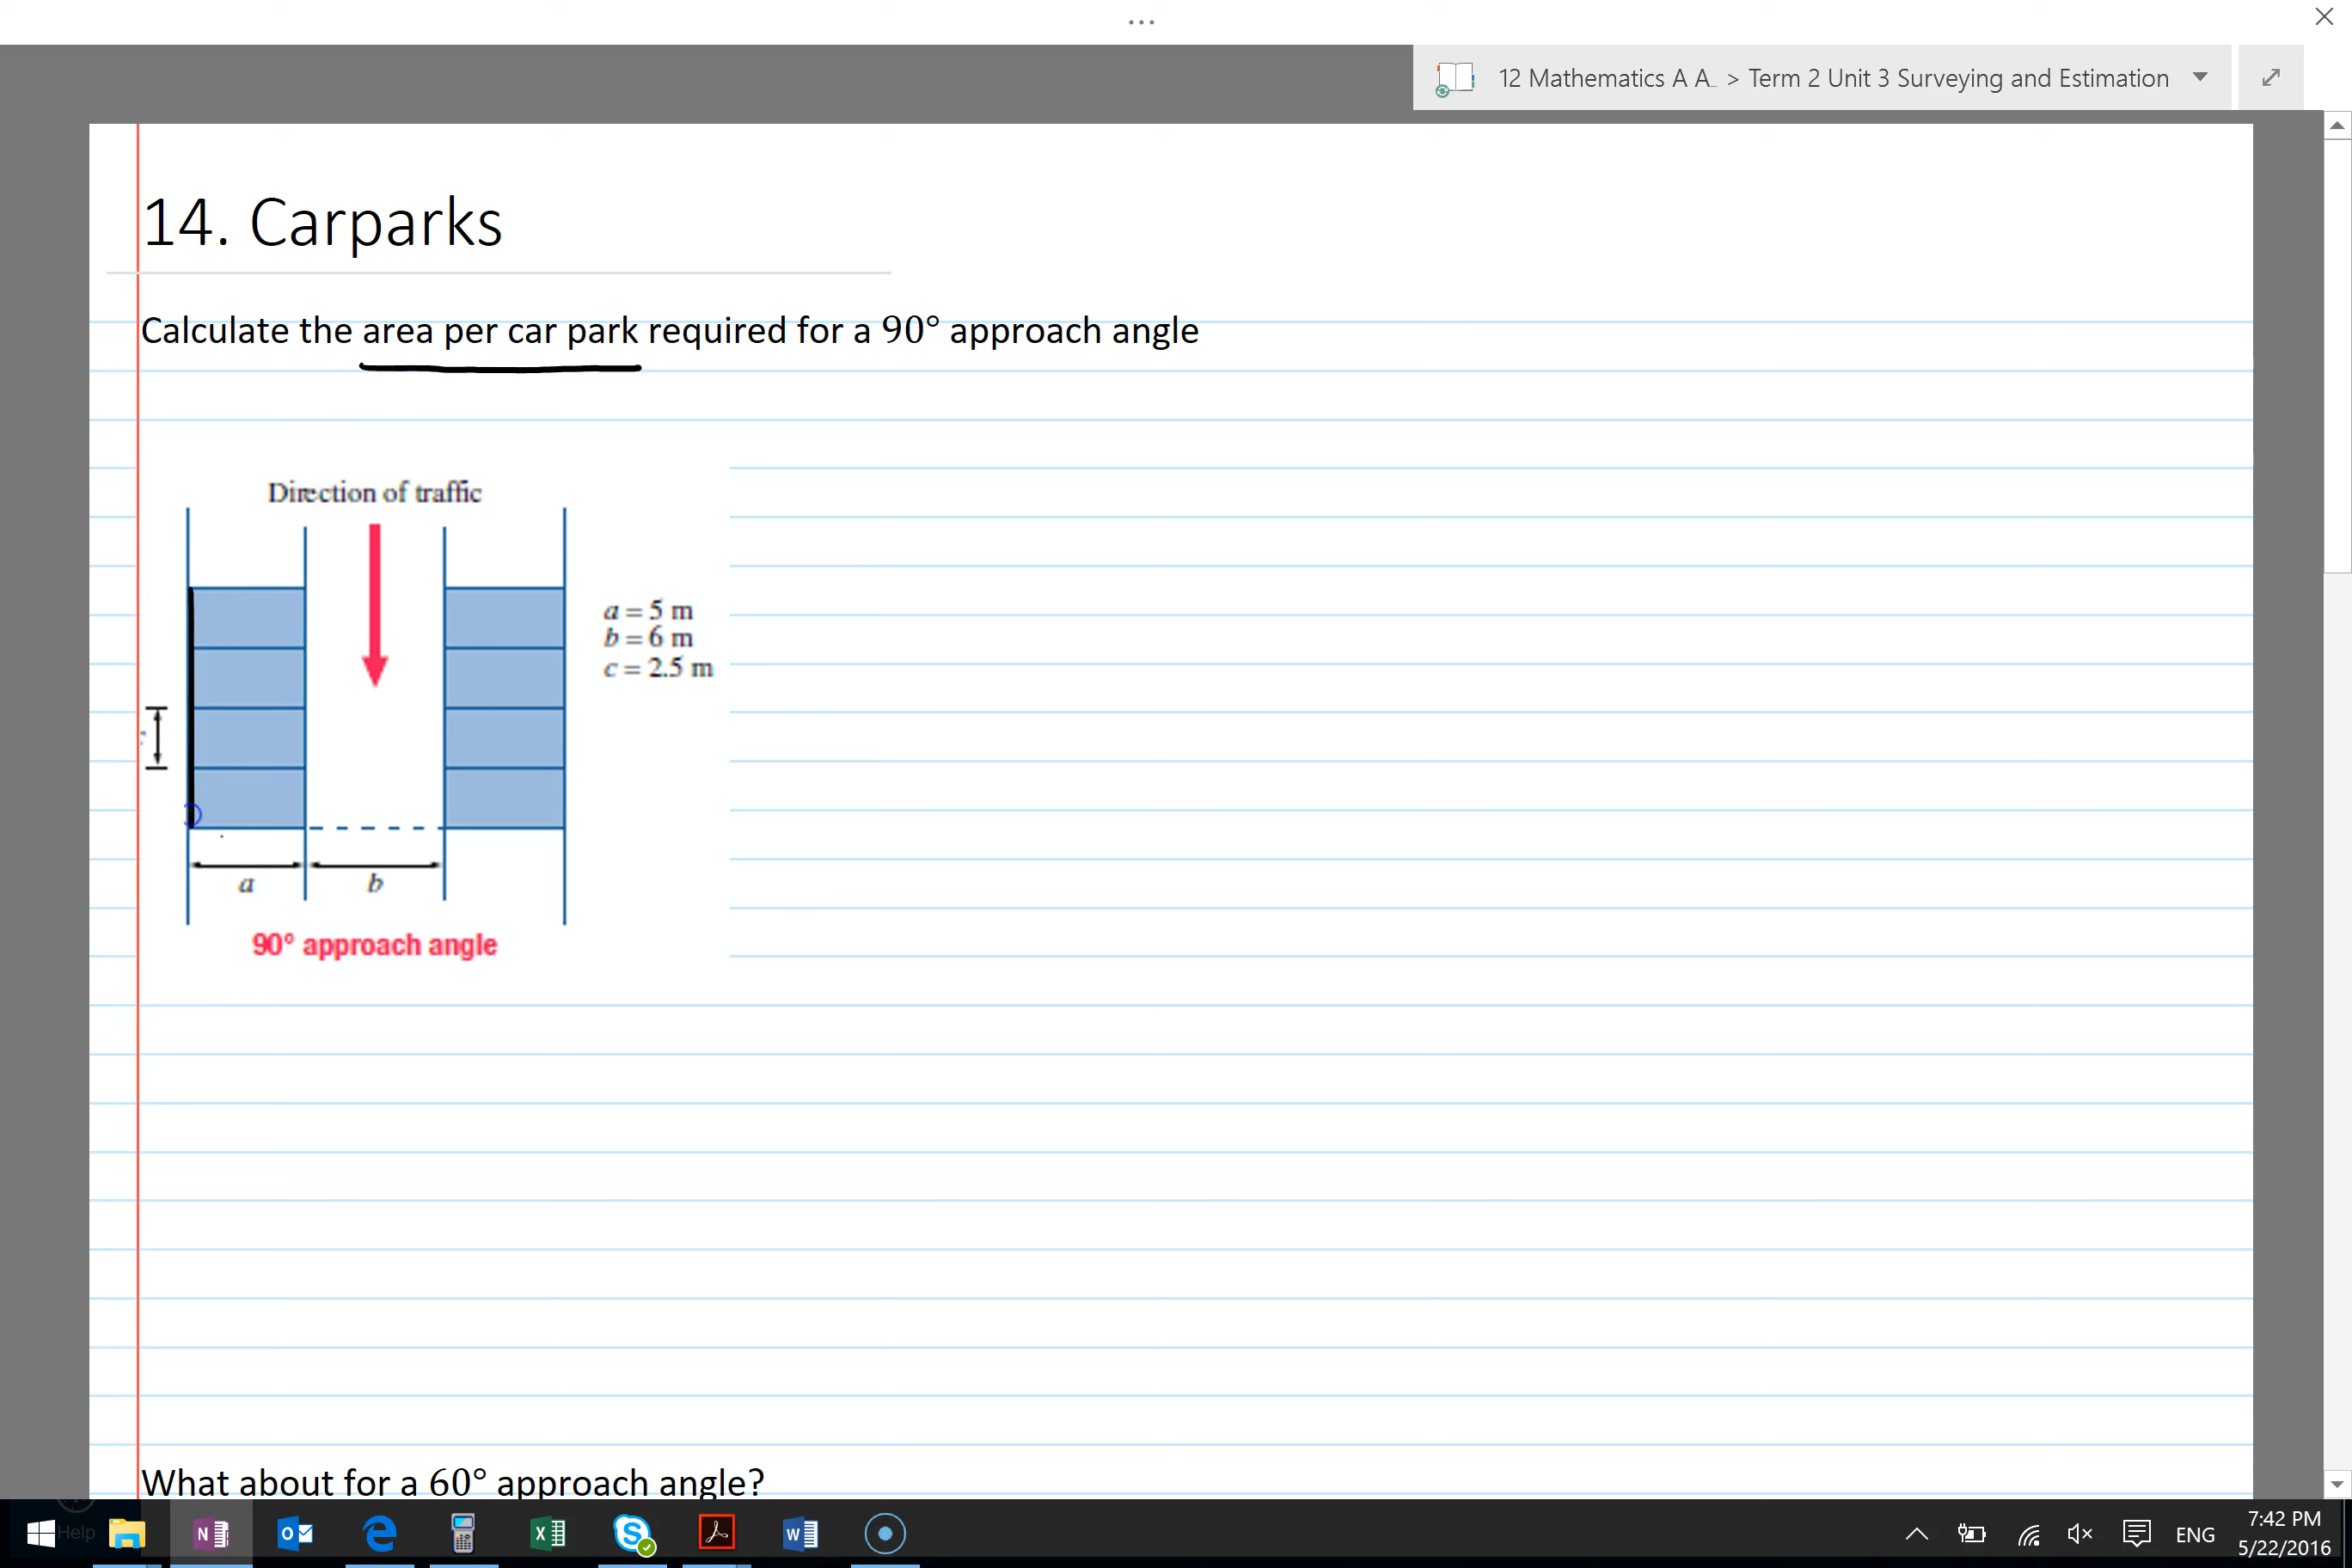 12 Mathematics A A... > Term 2 Unit 3 Surveying and Estimation
14. Carparks
Calculate the area per car park required for a 90° approach angle
Direction of traffic
a = 5 m
b = 6 m
c = 2.5 m
a
b
90° approach angle
What about for a 60° approach angle?
Help
ENG
7:42 PM
5/22/2016